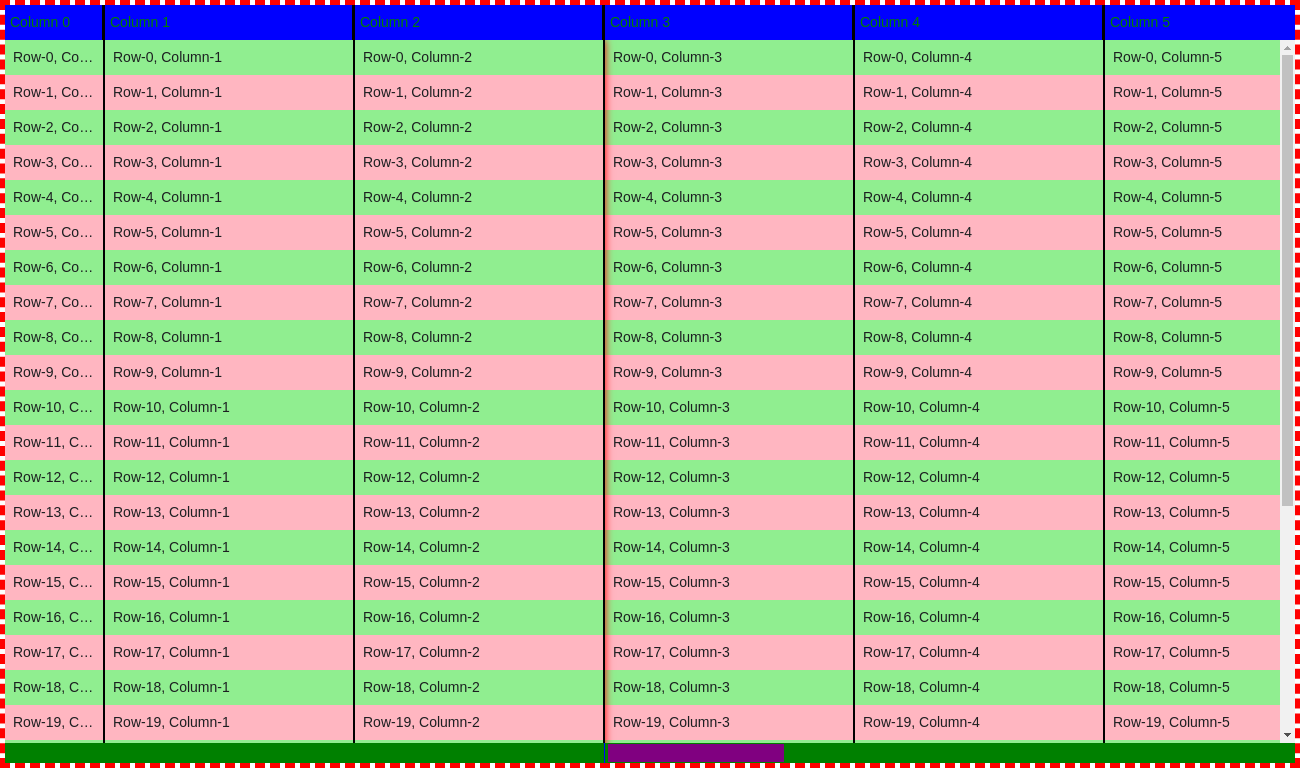 Column 0 Column 1 Column 2 Column 3 Column 4 Column 5
Row-0, Co... Row-0, Column-1 Row-0, Column-2 Row-0, Column-3 Row-0, Column-4 Row-0, Column-5
Row-1, Co... Row-1, Column-1 Row-1, Column-2 Row-1, Column-3 Row-1, Column-4 Row-1, Column-5
Row-2, Co... Row-2, Column-1 Row-2, Column-2 Row-2, Column-3 Row-2, Column-4 Row-2, Column-5
Row-3, Co... Row-3, Column-1 Row-3, Column-2 Row-3, Column-3 Row-3, Column-4 Row-3, Column-5
Row-4, Co... Row-4, Column-1 Row-4, Column-2 Row-4, Column-3 Row-4, Column-4 Row-4, Column-5
Row-5, Co... Row-5, Column-1 Row-5, Column-2 Row-5, Column-3 Row-5, Column-4 Row-5, Column-5
Row-6, Co... Row-6, Column-1 Row-6, Column-2 Row-6, Column-3 Row-6, Column-4 Row-6, Column-5
Row-7, Co... Row-7, Column-1 Row-7, Column-2 Row-7, Column-3 Row-7, Column-4 Row-7, Column-5
Row-8, Co... Row-8, Column-1 Row-8, Column-2 Row-8, Column-3 Row-8, Column-4 Row-8, Column-5
Row-9, Co... Row-9, Column-1 Row-9, Column-2 Row-9, Column-3 Row-9, Column-4 Row-9, Column-5
Row-10, C... Row-10, Column-1 Row-10, Column-2 Row-10, Column-3 Row-10, Column-4 Row-10, Column-5
Row-11, C... Row-11, Column-1 Row-11, Column-2 Row-11, Column-3 Row-11, Column-4 Row-11, Column-5
Row-12, C... Row-12, Column-1 Row-12, Column-2 Row-12, Column-3 Row-12, Column-4 Row-12, Column-5
Row-13, C... Row-13, Column-1 Row-13, Column-2 Row-13, Column-3 Row-13, Column-4 Row-13, Column-5
Row-14, C... Row-14, Column-1 Row-14, Column-2 Row-14, Column-3 Row-14, Column-4 Row-14, Column-5
Row-15, C... Row-15, Column-1 Row-15, Column-2 Row-15, Column-3 Row-15, Column-4 Row-15, Column-5
Row-16, C... Row-16, Column-1 Row-16, Column-2 Row-16, Column-3 Row-16, Column-4 Row-16, Column-5
Row-17, C... Row-17, Column-1 Row-17, Column-2 Row-17, Column-3 Row-17, Column-4 Row-17, Column-5
Row-18, C... Row-18, Column-1 Row-18, Column-2 Row-18, Column-3 Row-18, Column-4 Row-18, Column-5
Row-19, C... Row-19, Column-1 Row-19, Column-2 Row-19, Column-3 Row-19, Column-4 Row-19, Column-5